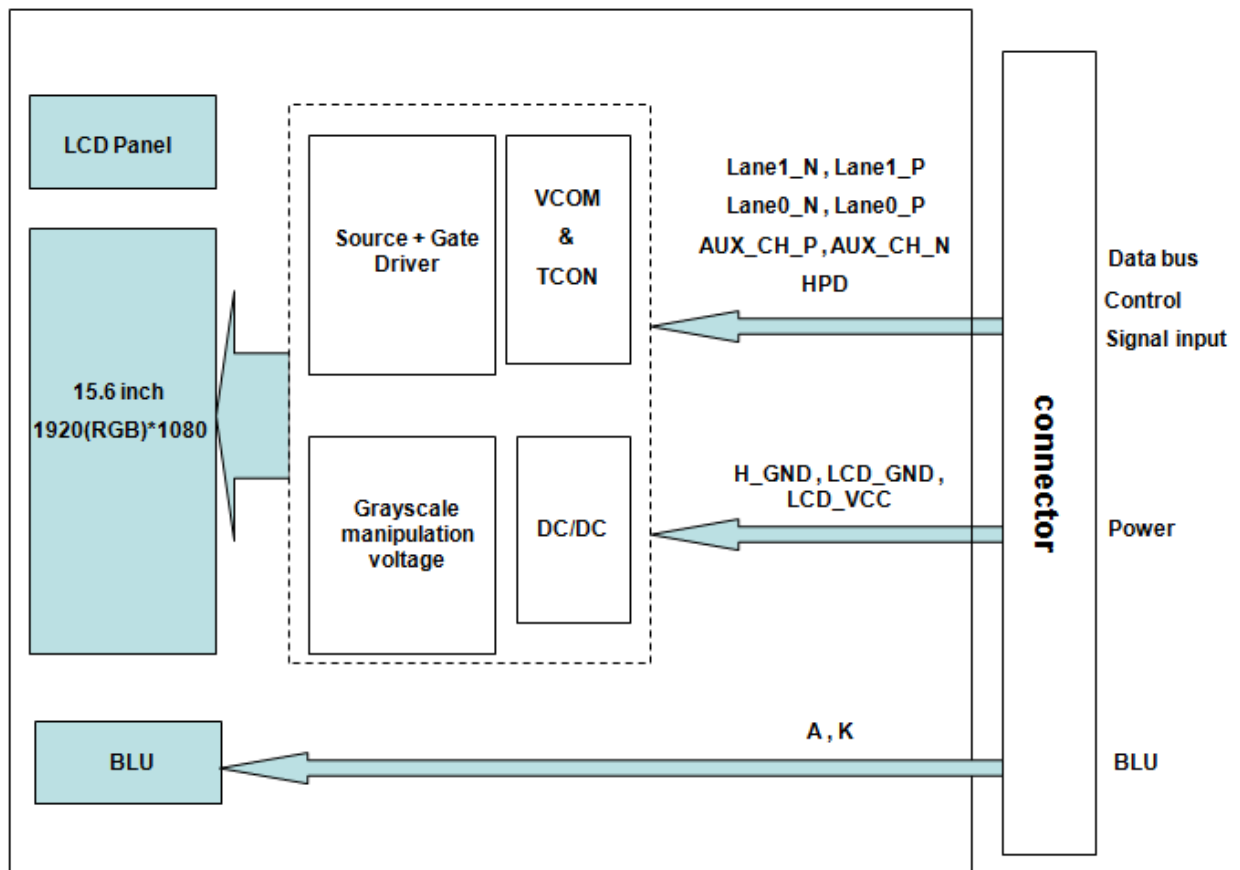 LCD Panel
15.6 inch
1920(RGB)*1080
BLU
Source + Gate
Driver
VCOM
&
TCON
Grayscale
manipulation
voltage
DC/DC
Lane1_N , Lane1_P
Lane0_N , Lane0_P
AUX_CH_P , AUX_CH_N
HPD
H_GND , LCD_GND ,
LCD_VCC
A , K
connector
Data bus
Control
Signal input
Power
BLU